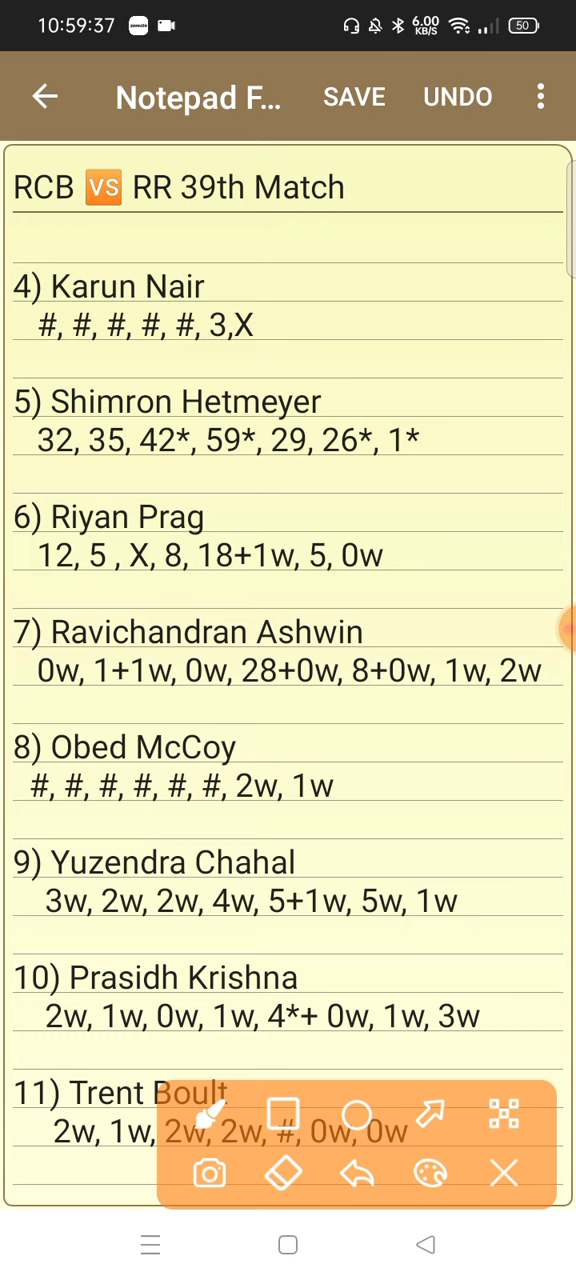 10:59:37 6.00 KB/S 50
Notepad F... SAVE UNDO
RCB VS RR 39th Match
4) Karun Nair
#, #, #, #, #, 3,X
5) Shimron Hetmeyer
32, 35, 42*, 59*, 29, 26*, 1*
6) Riyan Prag
12, 5 , X, 8, 18+1w, 5, 0w
7) Ravichandran Ashwin
0w, 1+1w, 0w, 28+0w, 8+0w, 1w, 2w
8) Obed McCoy
#, #, #, #, #, #, 2w, 1w
9) Yuzendra Chahal
3w, 2w, 2w, 4w, 5+1w, 5w, 1w
10) Prasidh Krishna
2w, 1w, 0w, 1w, 4*+ 0w, 1w, 3w
11) Trent Boult
2w, 1w, 2w, 2w, #, 0w, 0w